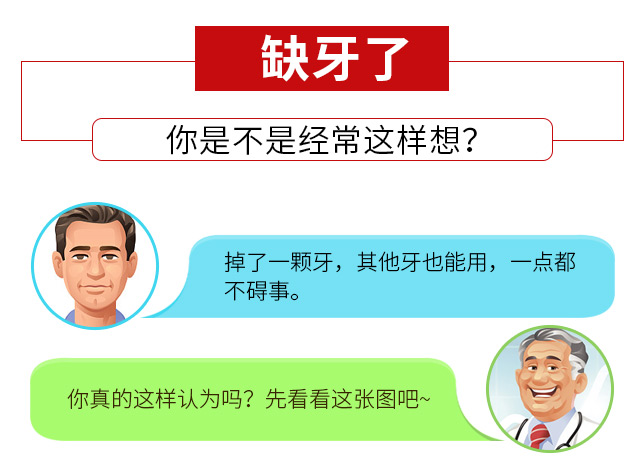 缺牙了
你是不是经常这样想？
掉了一颗牙，其他牙也能用，一点都
不碍事。
你真的这样认为吗？先看看这张图吧~